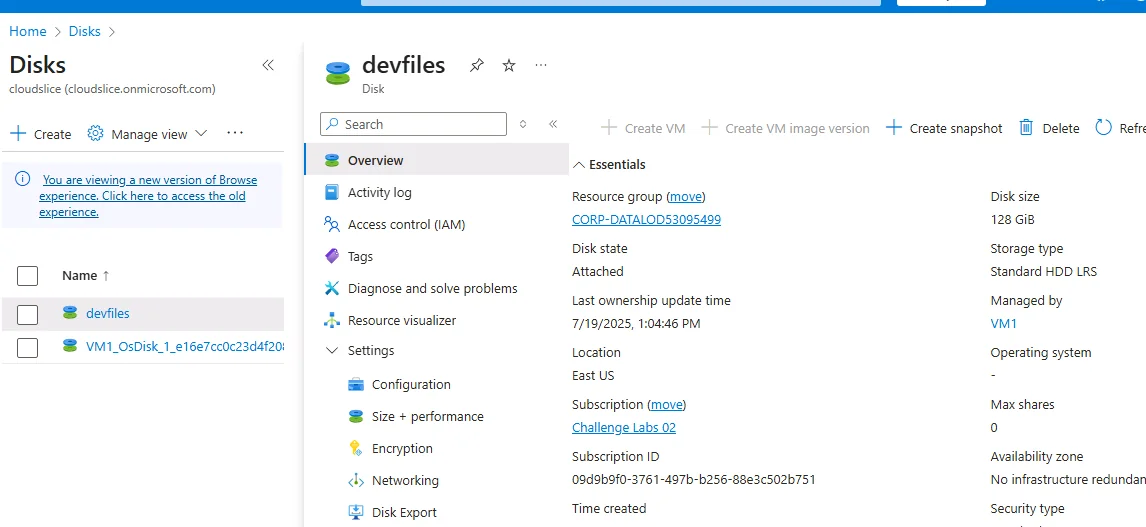 Home > Disks >
Disks
cloudslice (cloudslice.onmicrosoft.com)
Create
Manage view
You are viewing a new version of Browse
experience. Click here to access the old
experience.
Name ↑
devfiles
VM1_OsDisk_1_e16e7cc0c23d4f208
devfiles
Disk
Search
Overview
Activity log
Access control (IAM)
Tags
Diagnose and solve problems
Resource visualizer
Settings
Configuration
Size + performance
Encryption
Networking
Disk Export
Create VM
Create VM image version
Create snapshot
Delete
Refre
Essentials
Resource group (move)
CORP-DATALOD53095499
Disk state
Attached
Last ownership update time
7/19/2025, 1:04:46 PM
Location
East US
Subscription (move)
Challenge Labs 02
Subscription ID
09d9b9f0-3761-497b-b256-88e3c502b751
Time created
Disk size
128 GiB
Storage type
Standard HDD LRS
Managed by
VM1
Operating system
-
Max shares
0
Availability zone
No infrastructure redundan
Security type